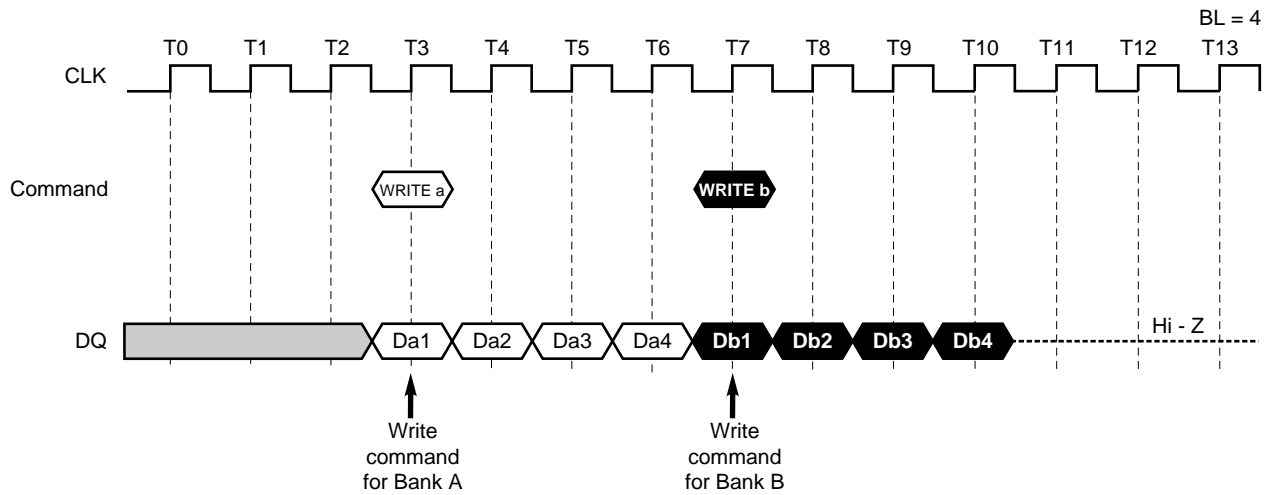 BL = 4
T0 T1 T2 T3 T4 T5 T6 T7 T8 T9 T10 T11 T12 T13
CLK
Command WRITE a WRITE b
Hi - Z
DQ Da1 Da2 Da3 Da4 Db1 Db2 Db3 Db4
Write Write
command command
for Bank A for Bank B